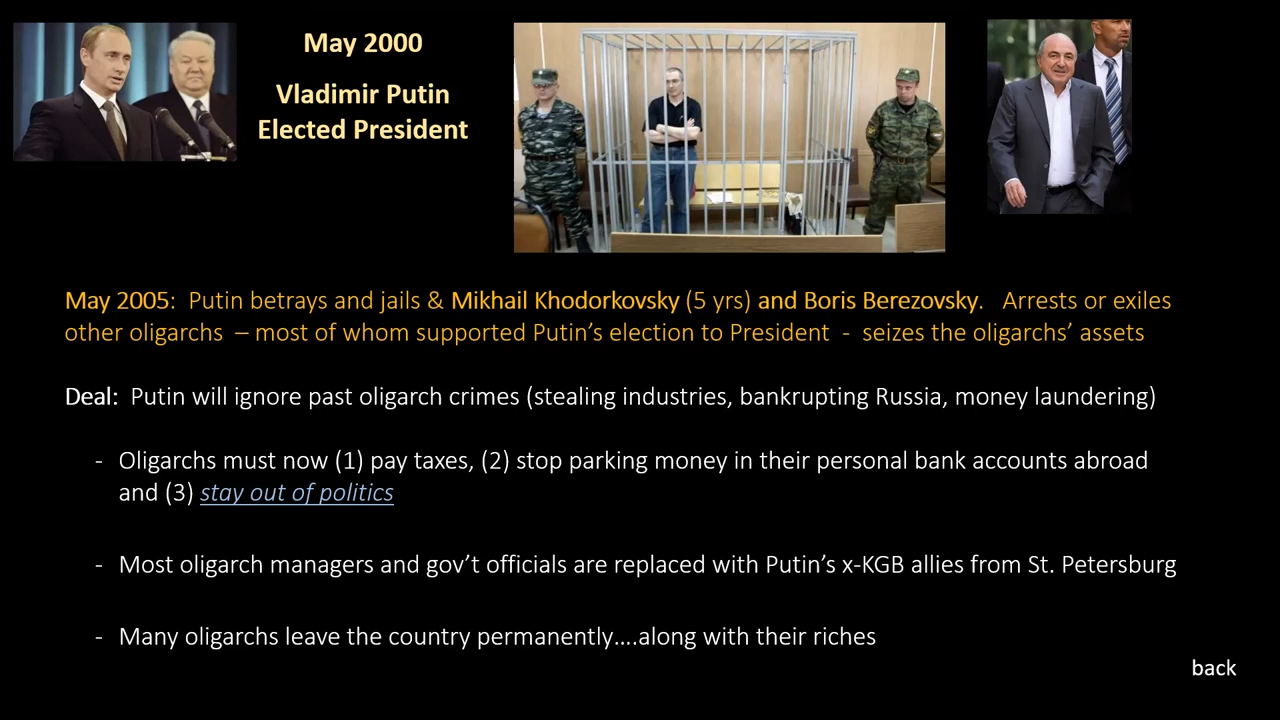 May 2000
Vladimir Putin
Elected President
May 2005:  Putin betrays and jails & Mikhail Khodorkovsky (5 yrs) and Boris Berezovsky.   Arrests or exiles
other oligarchs  – most of whom supported Putin's election to President  -  seizes the oligarchs' assets
Deal:  Putin will ignore past oligarch crimes (stealing industries, bankrupting Russia, money laundering)
- Oligarchs must now (1) pay taxes, (2) stop parking money in their personal bank accounts abroad
and (3) stay out of politics
- Most oligarch managers and gov't officials are replaced with Putin's x-KGB allies from St. Petersburg
- Many oligarchs leave the country permanently....along with their riches
back